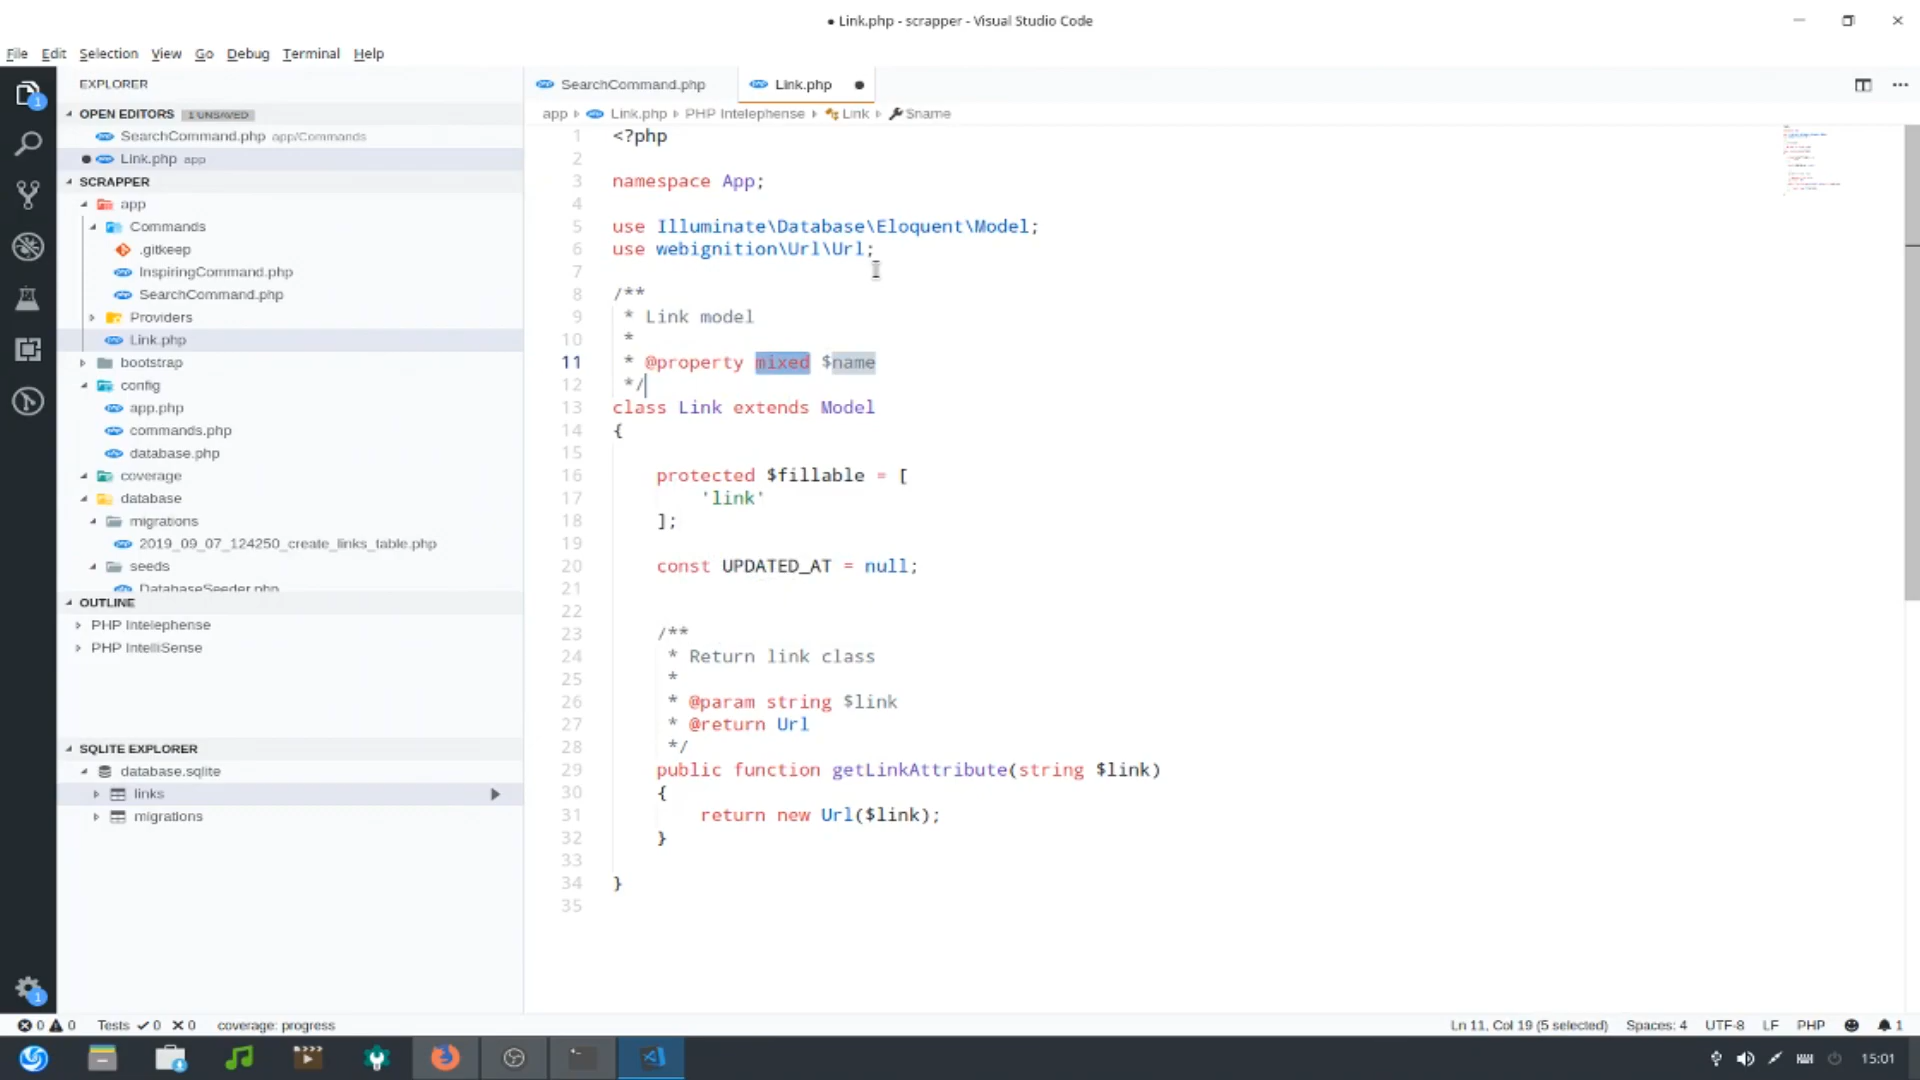 ● Link.php - scrapper - Visual Studio Code
File Edit Selection View Go Debug Terminal Help
EXPLORER
OPEN EDITORS 1 UNSAVED
SearchCommand.php app/Commands
Link.php app
SCRAPPER
app
Commands
.gitkeep
InspiringCommand.php
SearchCommand.php
Providers
Link.php
bootstrap
config
app.php
commands.php
database.php
coverage
database
migrations
2019_09_07_124250_create_links_table.php
seeds
DatabaseSeeder.php
OUTLINE
PHP Intelephense
PHP IntelliSense
SQLITE EXPLORER
database.sqlite
links
migrations
SearchCommand.php Link.php ●
app Link.php PHP Intelephense Link $name
1 <?php
2
3 namespace App;
4
5 use Illuminate\Database\Eloquent\Model;
6 use webignition\Url\Url;
7
8 /**
9 * Link model
10 *
11 * @property mixed $name
12 */
13 class Link extends Model
14 {
15
16 protected $fillable = [
17 'link'
18 ];
19
20 const UPDATED_AT = null;
21
22
23 /**
24 * Return link class
25 *
26 * @param string $link
27 * @return Url
28 */
29 public function getLinkAttribute(string $link)
30 {
31 return new Url($link);
32 }
33
34 }
35
1
1
0 0 Tests ✓ 0 ✕ 0 coverage: progress
Ln 11, Col 19 (5 selected) Spaces: 4 UTF-8 LF PHP 1
15:01